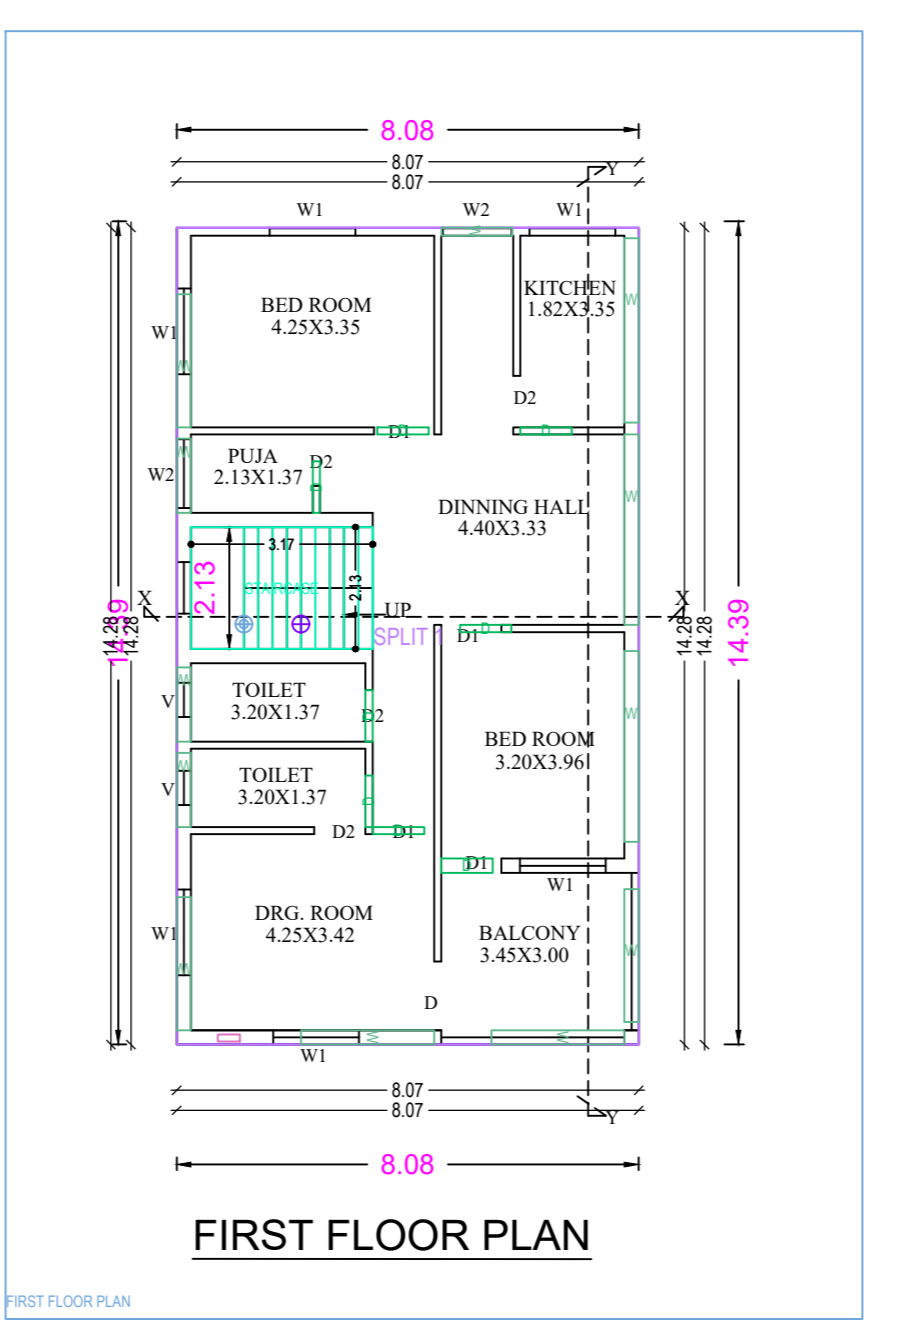 8.08
8.07
Y
8.07
W1
W2
W1
KITCHEN
1.82X3.35
W
BED ROOM
4.25X3.35
W1
W
D2
D1
PUJA
2.13X1.37
D2
W
W2
W
DINNING HALL
4.40X3.33
3.17
2.13
STAIRCASE
2.13
UP
X
X
14.39
14.28
14.28
14.28
14.28
14.39
SPLIT 1
D1
W
TOILET
3.20X1.37
V
D2
W
BED ROOM
3.20X3.96
W
TOILET
3.20X1.37
V
D2
D1
D1
W1
DRG. ROOM
4.25X3.42
W1
W
BALCONY
3.45X3.00
W
D
W
W
W1
8.07
8.07
Y
8.08
FIRST FLOOR PLAN
FIRST FLOOR PLAN